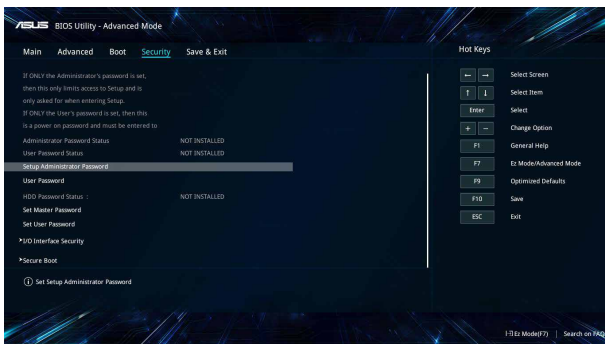 ASUS BIOS Utility - Advanced Mode
Main Advanced Boot Security Save & Exit
If ONLY the Administrator's password is set,
then this only limits access to Setup and is
only asked for when entering Setup.
If ONLY the User's password is set, then this
is a power on password and must be entered to
Administrator Password Status NOT INSTALLED
User Password Status NOT INSTALLED
Setup Administrator Password
User Password
HDD Password Status : NOT INSTALLED
Set Master Password
Set User Password
I/O Interface Security
Secure Boot
Set Setup Administrator Password
Hot Keys
← → Select Screen
↑ ↓ Select Item
Enter Select
+ − Change Option
F1 General Help
F7 Ez Mode/Advanced Mode
F9 Optimized Defaults
F10 Save
ESC Exit
Ez Mode(F7) | Search on FAQ